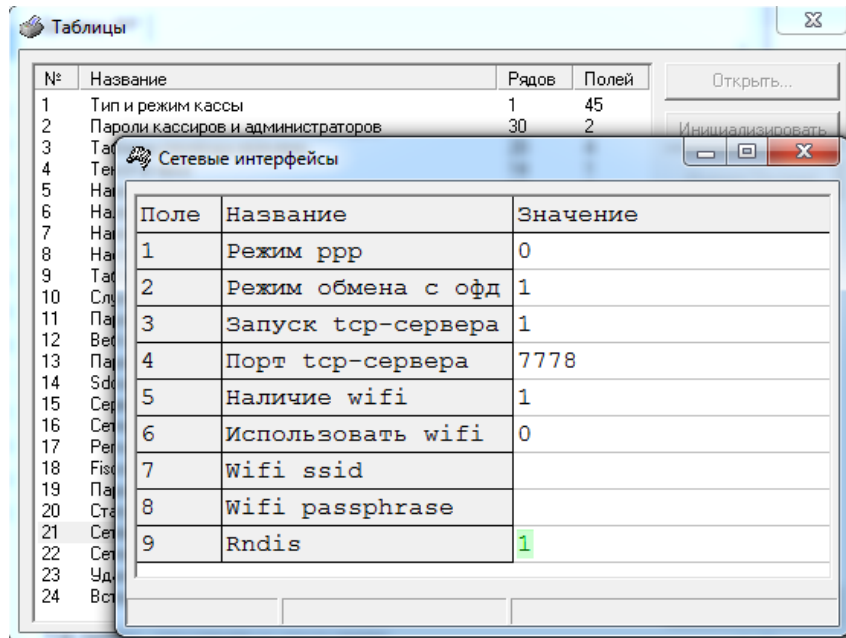 Таблицы
№ Название Рядов Полей
Открыть...
1 Тип и режим кассы 1 45
2 Пароли кассиров и администраторов 30 2
Инициализировать
3
4
5
6
7
8
9
10
11
12
13
14
15
16
17
18
19
20
21
22
23
24
Сетевые интерфейсы
Поле Название Значение
1 Режим ppp 0
2 Режим обмена с офд 1
3 Запуск tcp-сервера 1
4 Порт tcp-сервера 7778
5 Наличие wifi 1
6 Использовать wifi 0
7 Wifi ssid
8 Wifi passphrase
9 Rndis 1